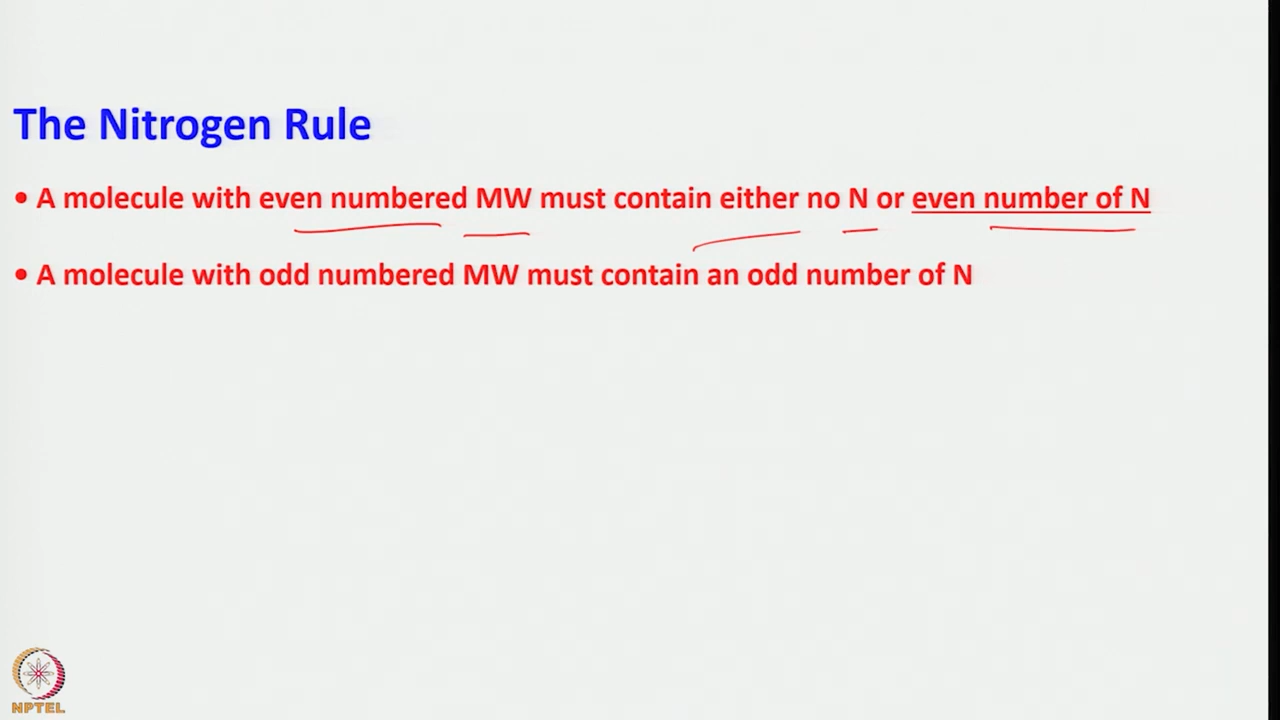 The Nitrogen Rule
• A molecule with even numbered MW must contain either no N or even number of N
• A molecule with odd numbered MW must contain an odd number of N
NPTEL